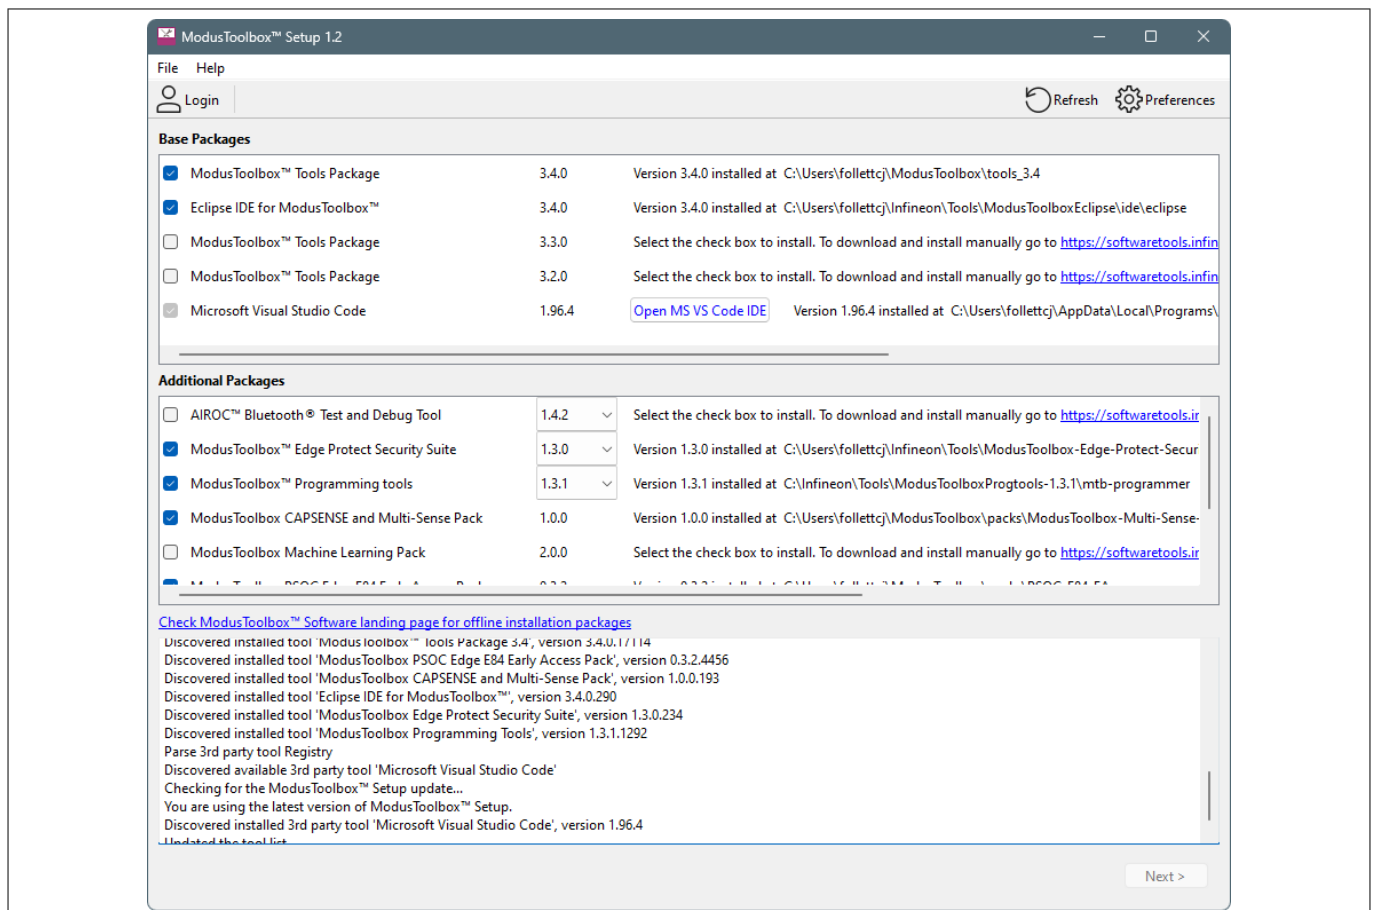 ModusToolbox™ Setup 1.2
File Help
Login Refresh Preferences
Base Packages
ModusToolbox™ Tools Package 3.4.0 Version 3.4.0 installed at C:\Users\follettcj\ModusToolbox\tools_3.4
Eclipse IDE for ModusToolbox™ 3.4.0 Version 3.4.0 installed at C:\Users\follettcj\Infineon\Tools\ModusToolboxEclipse\ide\eclipse
ModusToolbox™ Tools Package 3.3.0 Select the check box to install. To download and install manually go to https://softwaretools.infin
ModusToolbox™ Tools Package 3.2.0 Select the check box to install. To download and install manually go to https://softwaretools.infin
Microsoft Visual Studio Code 1.96.4 Open MS VS Code IDE Version 1.96.4 installed at C:\Users\follettcj\AppData\Local\Programs\
Additional Packages
AIROC™ Bluetooth® Test and Debug Tool 1.4.2 Select the check box to install. To download and install manually go to https://softwaretools.ir
ModusToolbox™ Edge Protect Security Suite 1.3.0 Version 1.3.0 installed at C:\Users\follettcj\Infineon\Tools\ModusToolbox-Edge-Protect-Secur
ModusToolbox™ Programming tools 1.3.1 Version 1.3.1 installed at C:\Infineon\Tools\ModusToolboxProgtools-1.3.1\mtb-programmer
ModusToolbox CAPSENSE and Multi-Sense Pack 1.0.0 Version 1.0.0 installed at C:\Users\follettcj\ModusToolbox\packs\ModusToolbox-Multi-Sense-
ModusToolbox Machine Learning Pack 2.0.0 Select the check box to install. To download and install manually go to https://softwaretools.ir
Check ModusToolbox™ Software landing page for offline installation packages
Discovered installed tool 'ModusToolbox™ Tools Package 3.4', version 3.4.0.17114
Discovered installed tool 'ModusToolbox PSOC Edge E84 Early Access Pack', version 0.3.2.4456
Discovered installed tool 'ModusToolbox CAPSENSE and Multi-Sense Pack', version 1.0.0.193
Discovered installed tool 'Eclipse IDE for ModusToolbox™', version 3.4.0.290
Discovered installed tool 'ModusToolbox Edge Protect Security Suite', version 1.3.0.234
Discovered installed tool 'ModusToolbox Programming Tools', version 1.3.1.1292
Parse 3rd party tool Registry
Discovered available 3rd party tool 'Microsoft Visual Studio Code'
Checking for the ModusToolbox™ Setup update...
You are using the latest version of ModusToolbox™ Setup.
Discovered installed 3rd party tool 'Microsoft Visual Studio Code', version 1.96.4
Updated the tool list
Next >